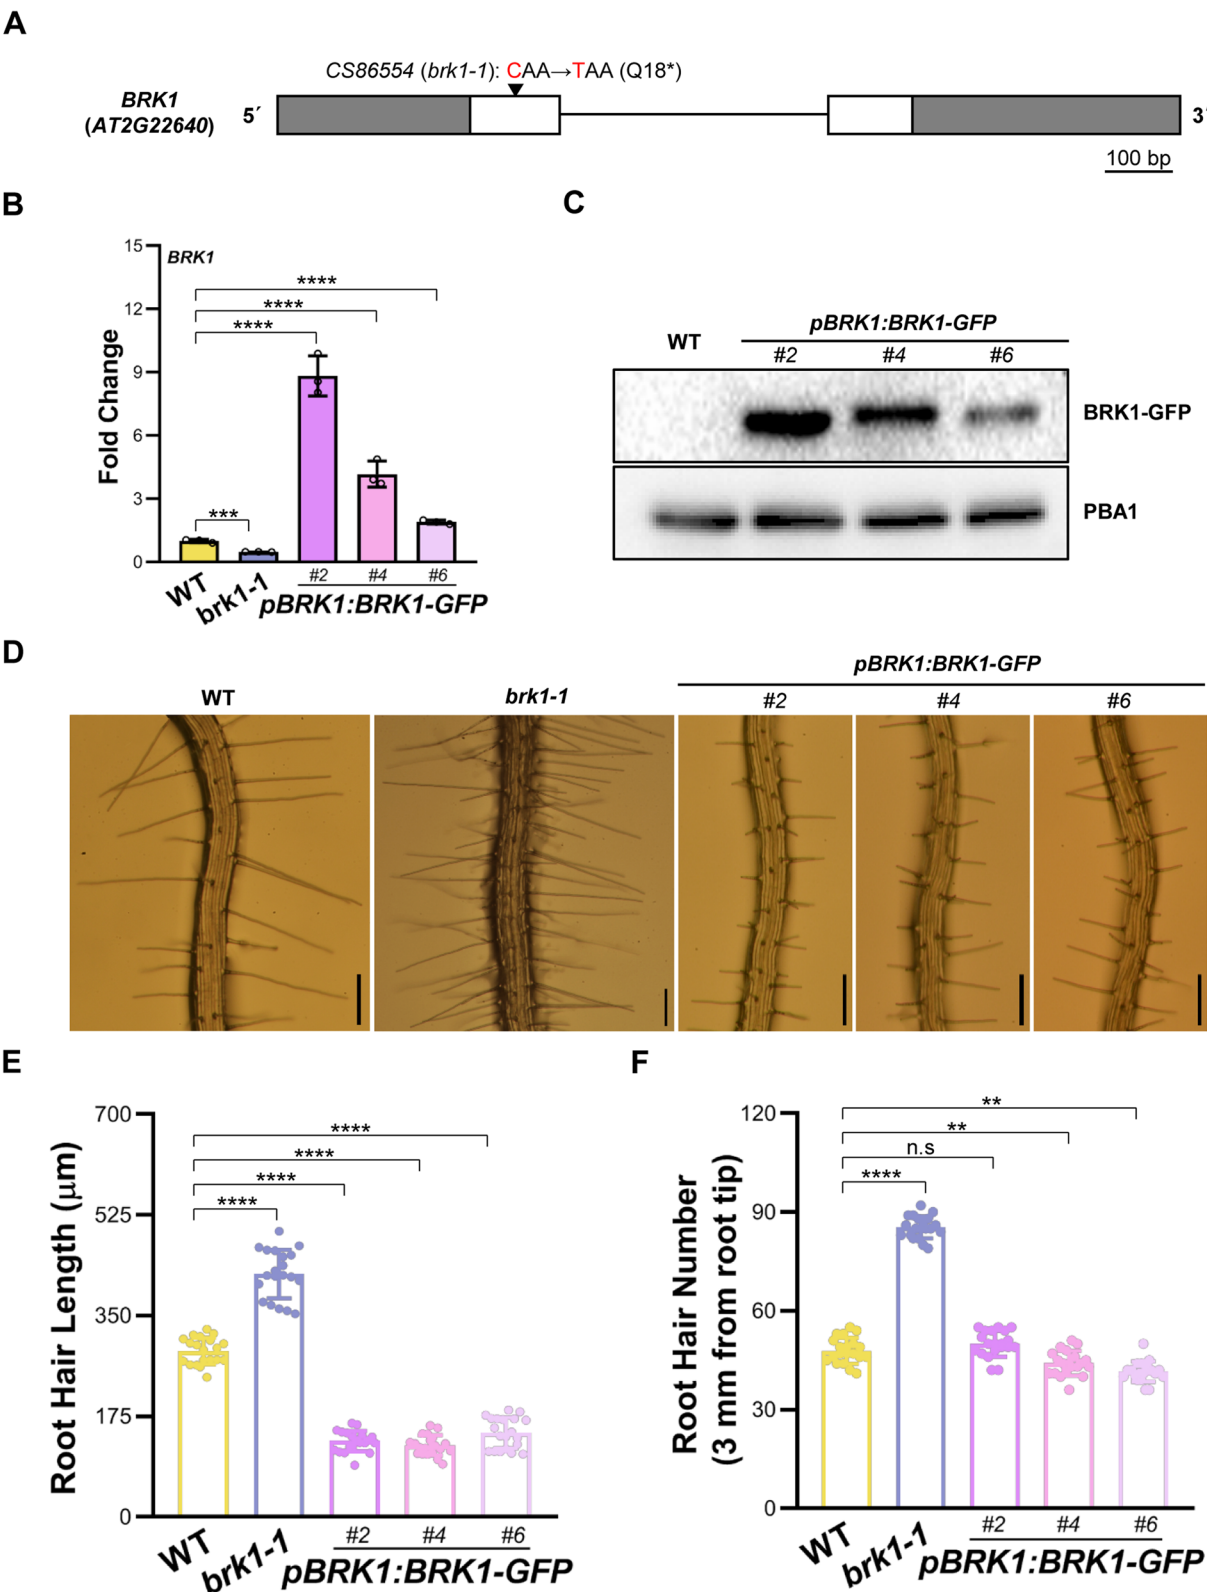 A
CS86554 (brk1-1): CAA→TAA (Q18*)
BRK1
(AT2G22640)
5´
3´
100 bp
B
BRK1
Fold Change
15
12
9
6
3
0
****
****
****
***
WT
brk1-1
#2
#4
#6
pBRK1:BRK1-GFP
C
WT
pBRK1:BRK1-GFP
#2
#4
#6
BRK1-GFP
PBA1
D
WT
brk1-1
pBRK1:BRK1-GFP
#2
#4
#6
E
Root Hair Length (μm)
700
525
350
175
0
****
****
****
****
WT
brk1-1
#2
#4
#6
pBRK1:BRK1-GFP
F
Root Hair Number
(3 mm from root tip)
120
90
60
30
0
**
**
n.s
****
WT
brk1-1
#2
#4
#6
pBRK1:BRK1-GFP